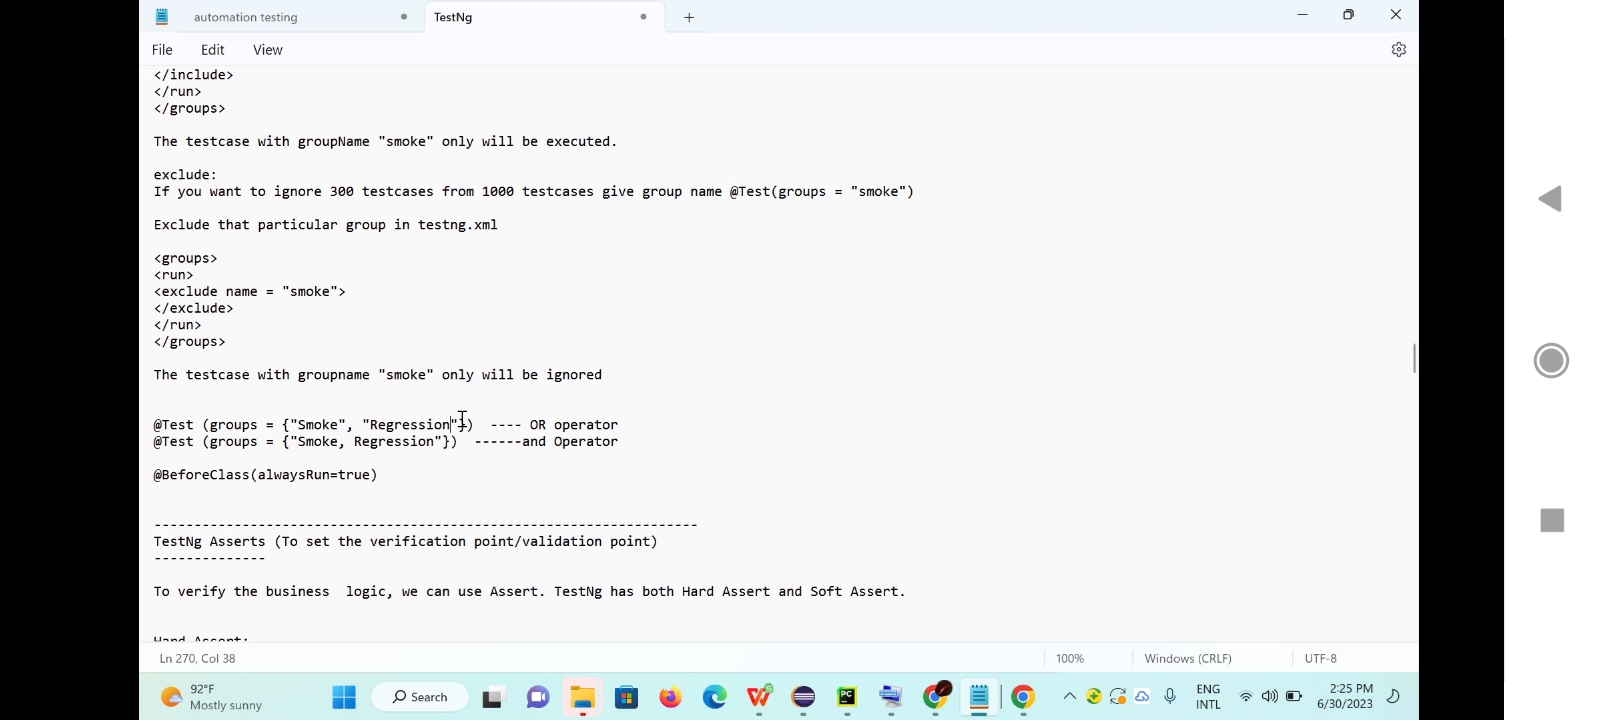 automation testing
TestNg
File Edit View
</include>
</run>
</groups>
The testcase with groupName "smoke" only will be executed.
exclude:
If you want to ignore 300 testcases from 1000 testcases give group name @Test(groups = "smoke")
Exclude that particular group in testng.xml
<groups>
<run>
<exclude name = "smoke">
</exclude>
</run>
</groups>
The testcase with groupname "smoke" only will be ignored
@Test (groups = {"Smoke", "Regression"}) ---- OR operator
@Test (groups = {"Smoke, Regression"}) ------and Operator
@BeforeClass(alwaysRun=true)
--------------------------------------------------------------------
TestNg Asserts (To set the verification point/validation point)
--------------
To verify the business  logic, we can use Assert. TestNg has both Hard Assert and Soft Assert.
Hard Assert:
Ln 270, Col 38 100% Windows (CRLF) UTF-8
92°F
Mostly sunny
Search
ENG
INTL
2:25 PM
6/30/2023